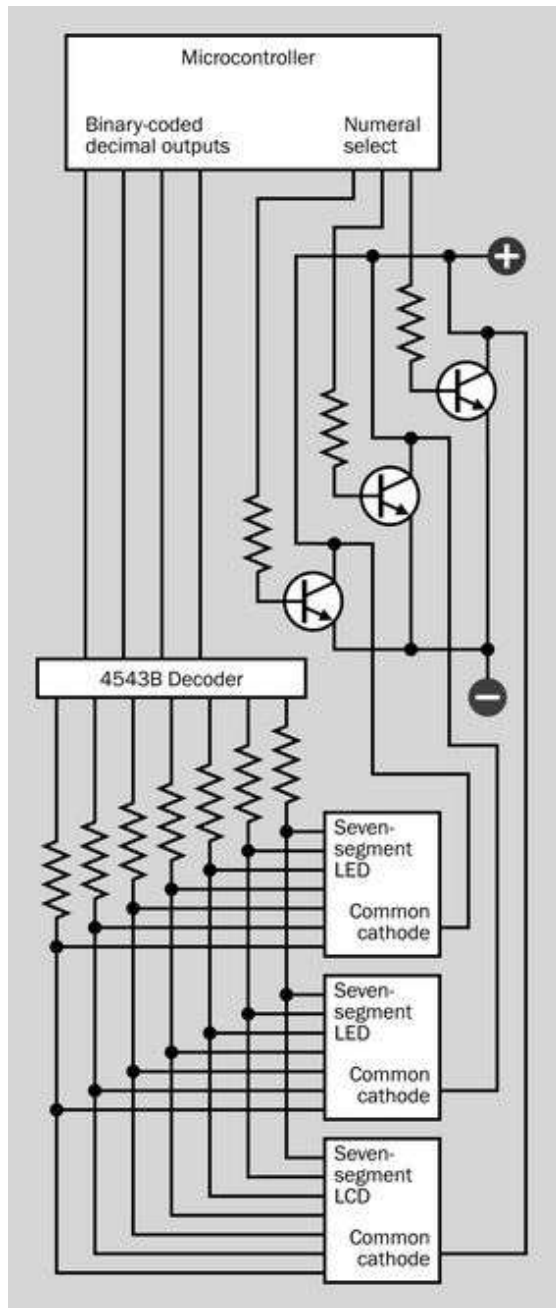 Microcontroller
Binary-coded
decimal outputs
Numeral
select
+
−
4543B Decoder
Seven-
segment
LED
Common
cathode
Seven-
segment
LED
Common
cathode
Seven-
segment
LCD
Common
cathode